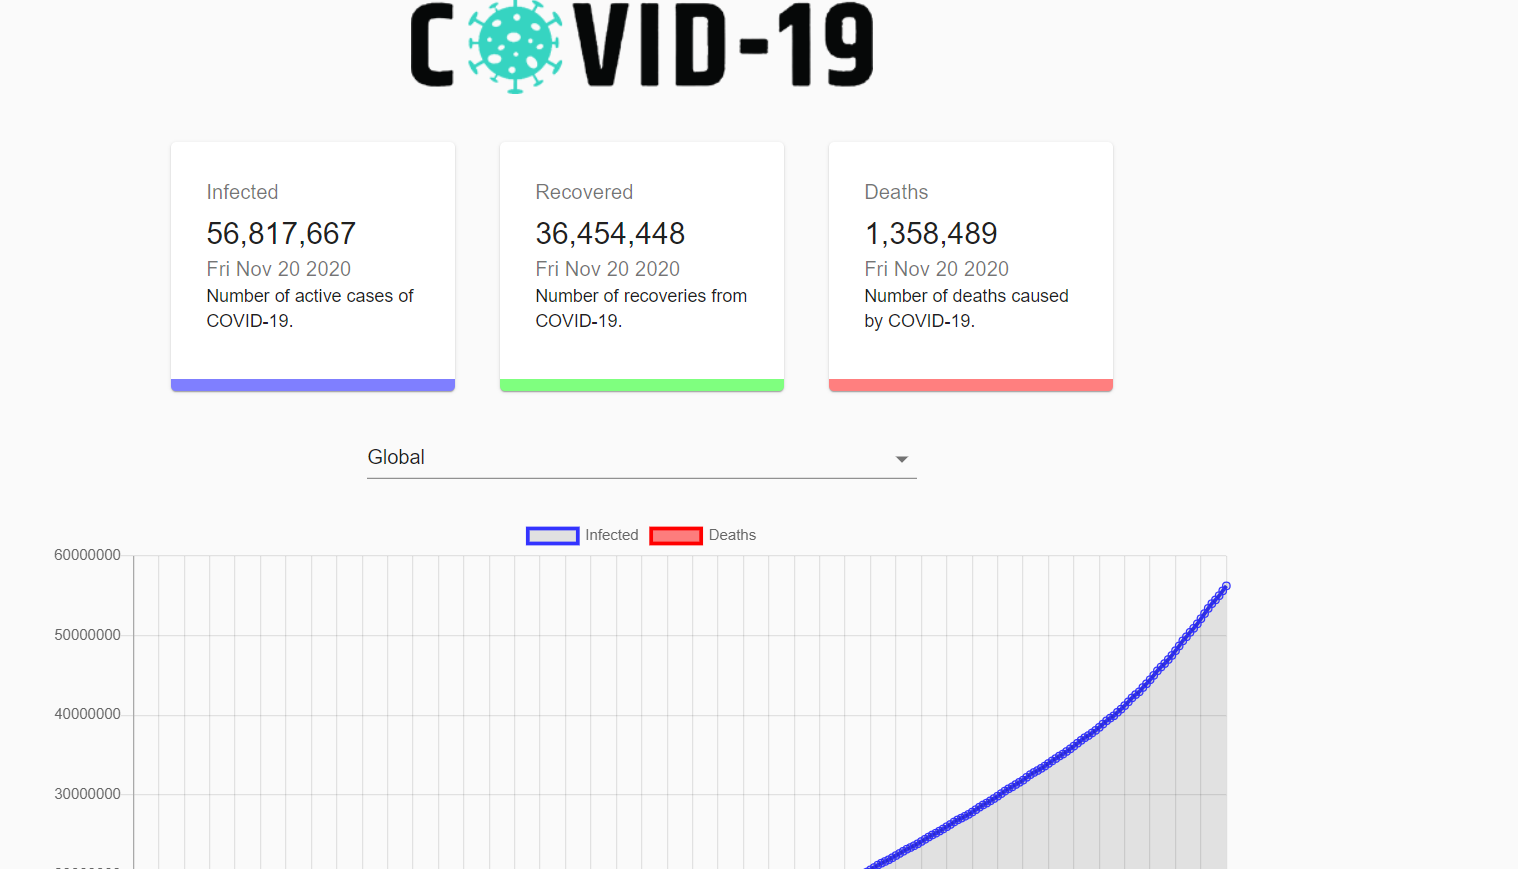 COVID-19
Infected
56,817,667
Fri Nov 20 2020
Number of active cases of
COVID-19.
Recovered
36,454,448
Fri Nov 20 2020
Number of recoveries from
COVID-19.
Deaths
1,358,489
Fri Nov 20 2020
Number of deaths caused
by COVID-19.
Global
Infected Deaths
60000000
50000000
40000000
30000000